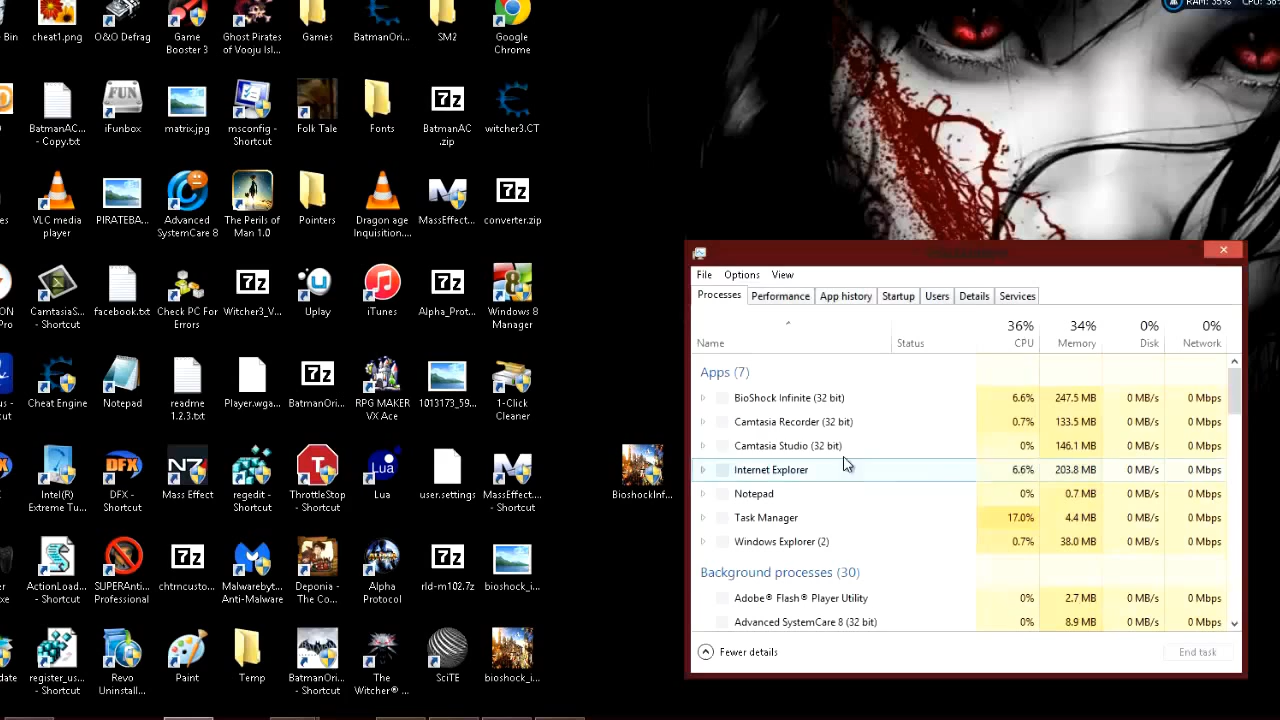 RAM: 35%
Bin
cheat1.png
O&O Defrag
Game
Booster 3
Ghost Pirates
of Vooju Isl...
Games
BatmanOri...
SM2
Google
Chrome
BatmanAC...
- Copy.txt
iFunbox
matrix.jpg
msconfig -
Shortcut
Folk Tale
Fonts
BatmanAC
.zip
witcher3.CT
VLC media
player
PIRATEBA...
Advanced
SystemCare 8
The Perils of
Man 1.0
Pointers
Dragon age
Inquisition....
MassEffect...
converter.zip
Pro
CamtasiaS...
- Shortcut
facebook.txt
Check PC For
Errors
Witcher3_V...
Uplay
iTunes
Alpha_Prot...
Windows 8
Manager
Cheat Engine
Notepad
readme
1.2.3.txt
Player.wga...
BatmanOri...
RPG MAKER
VX Ace
1013173_59...
1-Click
Cleaner
Intel(R)
Extreme Tu...
DFX -
Shortcut
Mass Effect
regedit -
Shortcut
ThrottleStop
- Shortcut
Lua
Lua
user.settings
MassEffect...
- Shortcut
BioshockInf...
ActionLoad...
- Shortcut
SUPERAnti...
Professional
chtrncusto...
Malwarebyt...
Anti-Malware
Deponia -
The Co...
Alpha
Protocol
rld-m102.7z
bioshock_i...
register_us...
- Shortcut
Revo
Uninstall...
Paint
Temp
BatmanOri...
- Shortcut
The
Witcher® ...
SciTE
bioshock_i...
File Options View
Processes Performance App history Startup Users Details Services
36% 34% 0% 0%
Name Status CPU Memory Disk Network
Apps (7)
BioShock Infinite (32 bit) 6.6% 247.5 MB 0 MB/s 0 Mbps
Camtasia Recorder (32 bit) 0.7% 133.5 MB 0 MB/s 0 Mbps
Camtasia Studio (32 bit) 0% 146.1 MB 0 MB/s 0 Mbps
Internet Explorer 6.6% 203.8 MB 0 MB/s 0 Mbps
Notepad 0% 0.7 MB 0 MB/s 0 Mbps
Task Manager 17.0% 4.4 MB 0 MB/s 0 Mbps
Windows Explorer (2) 0.7% 38.0 MB 0 MB/s 0 Mbps
Background processes (30)
Adobe® Flash® Player Utility 0% 2.7 MB 0 MB/s 0 Mbps
Advanced SystemCare 8 (32 bit) 0% 8.9 MB 0 MB/s 0 Mbps
Fewer details
End task